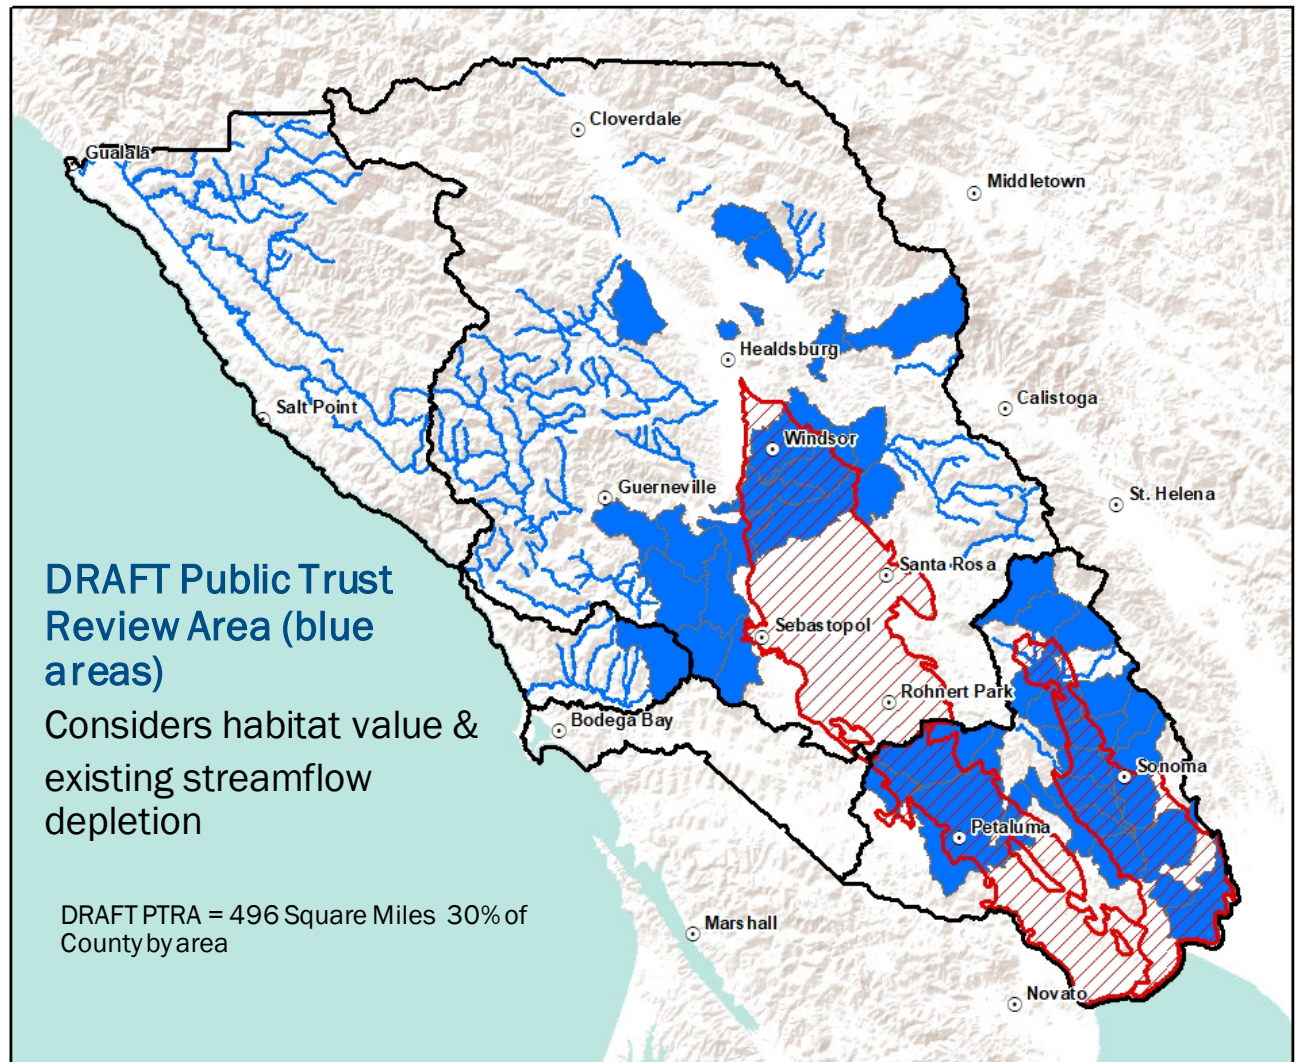 Cloverdale
Gualala
Middletown
Healdsburg
Calistoga
Salt Point
Windsor
Guerneville
St. Helena
DRAFT Public Trust
Review Area (blue
areas)
Considers habitat value &
existing streamflow
depletion
Santa Rosa
Sebastopol
Rohnert Park
Bodega Bay
Sonoma
Petaluma
DRAFT PTRA = 496 Square Miles 30% of
County by area
Marshall
Novato